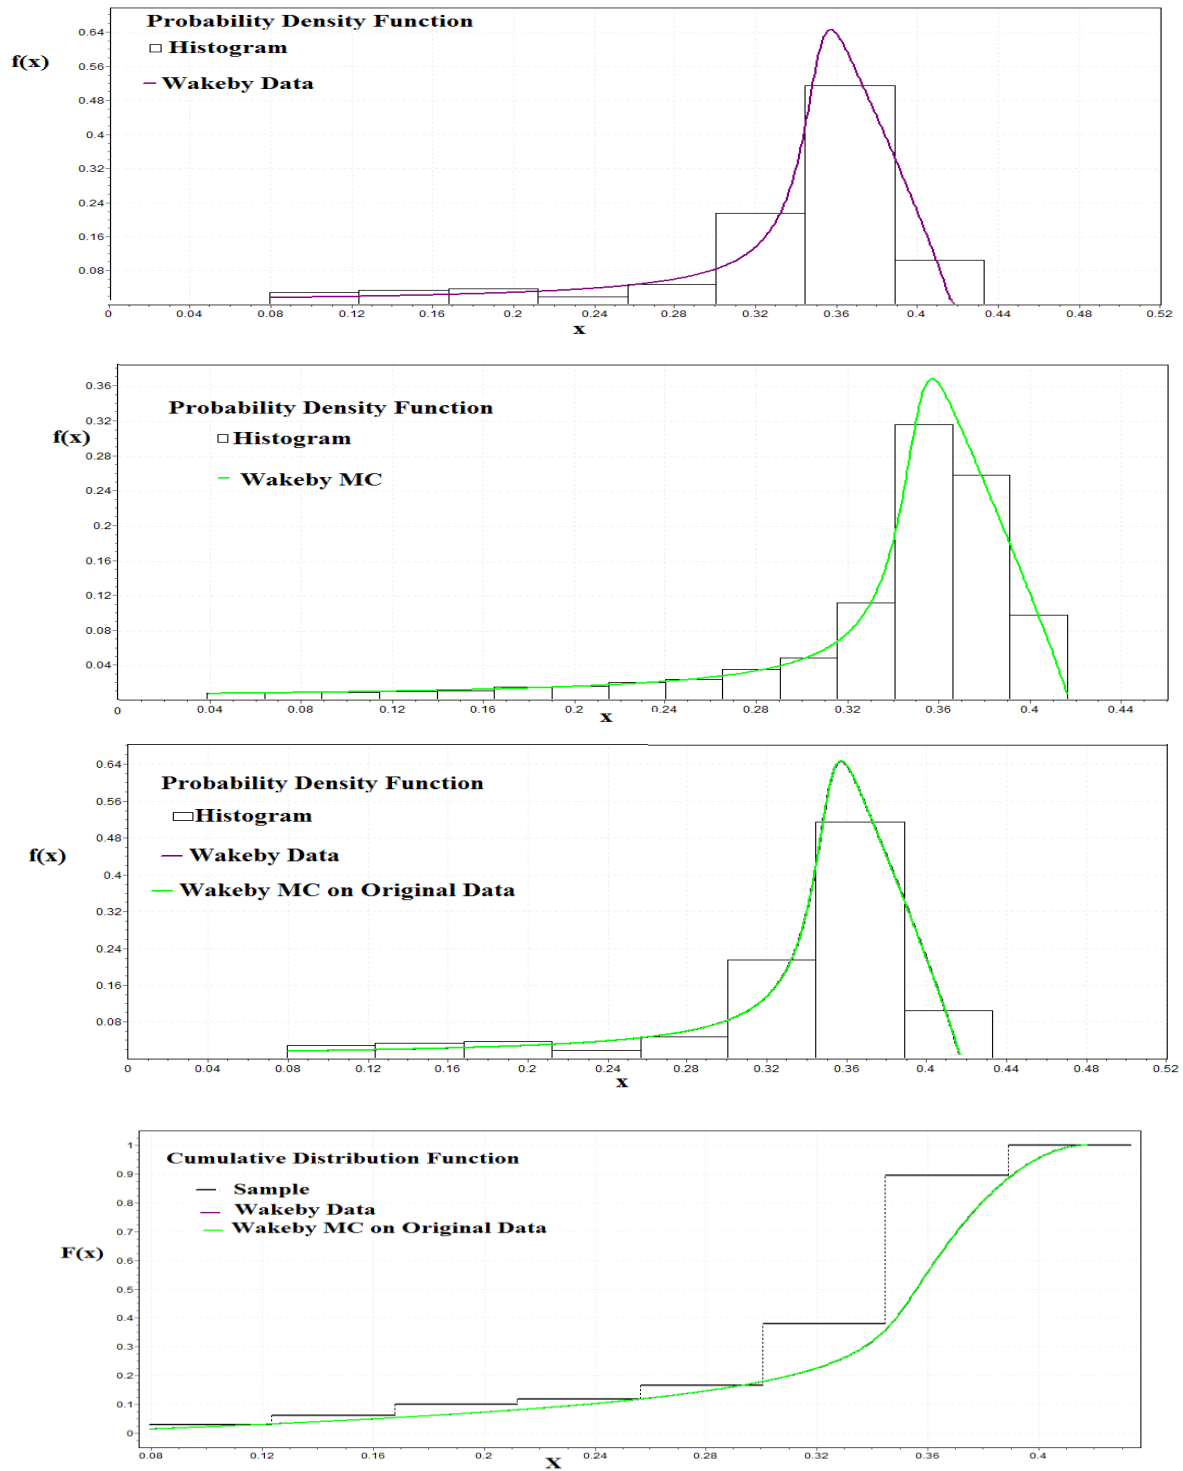 Probability Density Function
Histogram
f(x)
Wakeby Data
0.64
0.56
0.48
0.4
0.32
0.24
0.16
0.08
0 0.04 0.08 0.12 0.16 0.2 0.24 0.28 0.32 0.36 0.4 0.44 0.48 0.52
x
Probability Density Function
f(x)
Histogram
Wakeby MC
0.36
0.32
0.28
0.24
0.2
0.16
0.12
0.08
0.04
0 0.04 0.08 0.12 0.16 0.2 0.24 0.28 0.32 0.36 0.4 0.44
x
Probability Density Function
Histogram
f(x)
Wakeby Data
Wakeby MC on Original Data
0.64
0.56
0.48
0.4
0.32
0.24
0.16
0.08
0 0.04 0.08 0.12 0.16 0.2 0.24 0.28 0.32 0.36 0.4 0.44 0.48 0.52
x
Cumulative Distribution Function
Sample
Wakeby Data
Wakeby MC on Original Data
F(x)
1
0.9
0.8
0.7
0.6
0.5
0.4
0.3
0.2
0.1
0
0.08 0.12 0.16 0.2 0.24 0.28 0.32 0.36 0.4
X